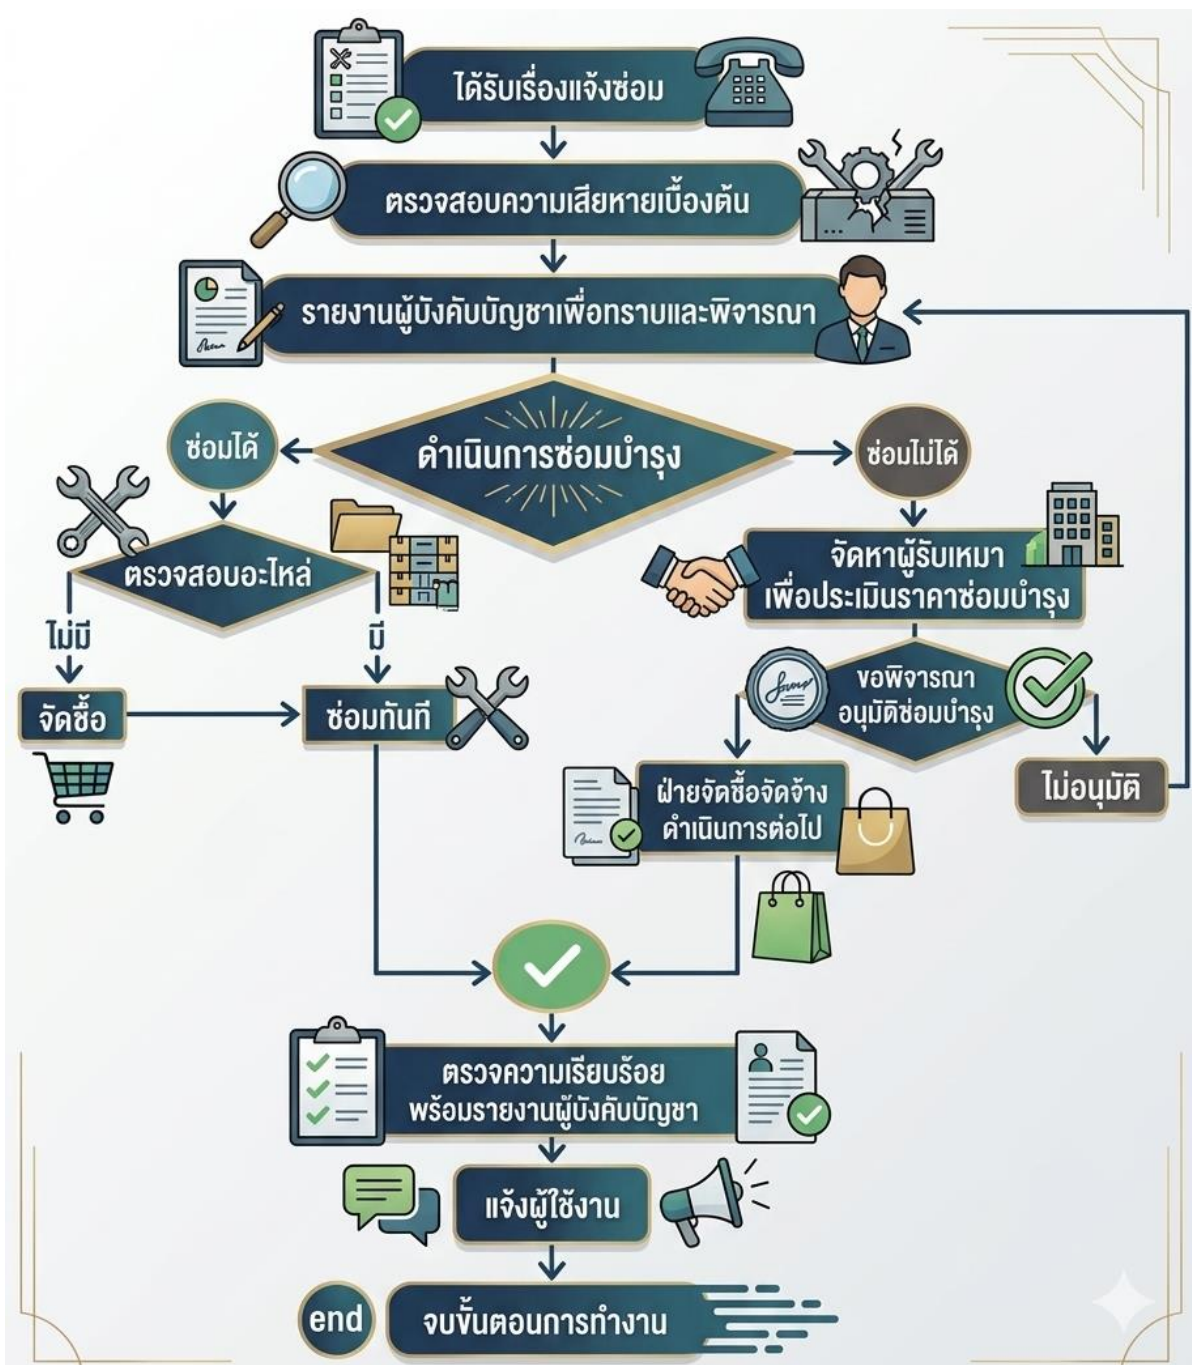 ได้รับเรื่องแจ้งซ่อม
ตรวจสอบความเสียหายเบื้องต้น
รายงานผู้บังคับบัญชาเพื่อทราบและพิจารณา
ซ่อมได้
ดำเนินการซ่อมบำรุง
ซ่อมไม่ได้
ตรวจสอบอะไหล่
จัดหาผู้รับเหมา
เพื่อประเมินราคาซ่อมบำรุง
ไม่มี
มี
ขอพิจารณา
อนุมัติซ่อมบำรุง
จัดซื้อ
ซ่อมทันที
ไม่อนุมัติ
ฝ่ายจัดซื้อจัดจ้าง
ดำเนินการต่อไป
ตรวจความเรียบร้อย
พร้อมรายงานผู้บังคับบัญชา
แจ้งผู้ใช้งาน
end
จบขั้นตอนการทำงาน